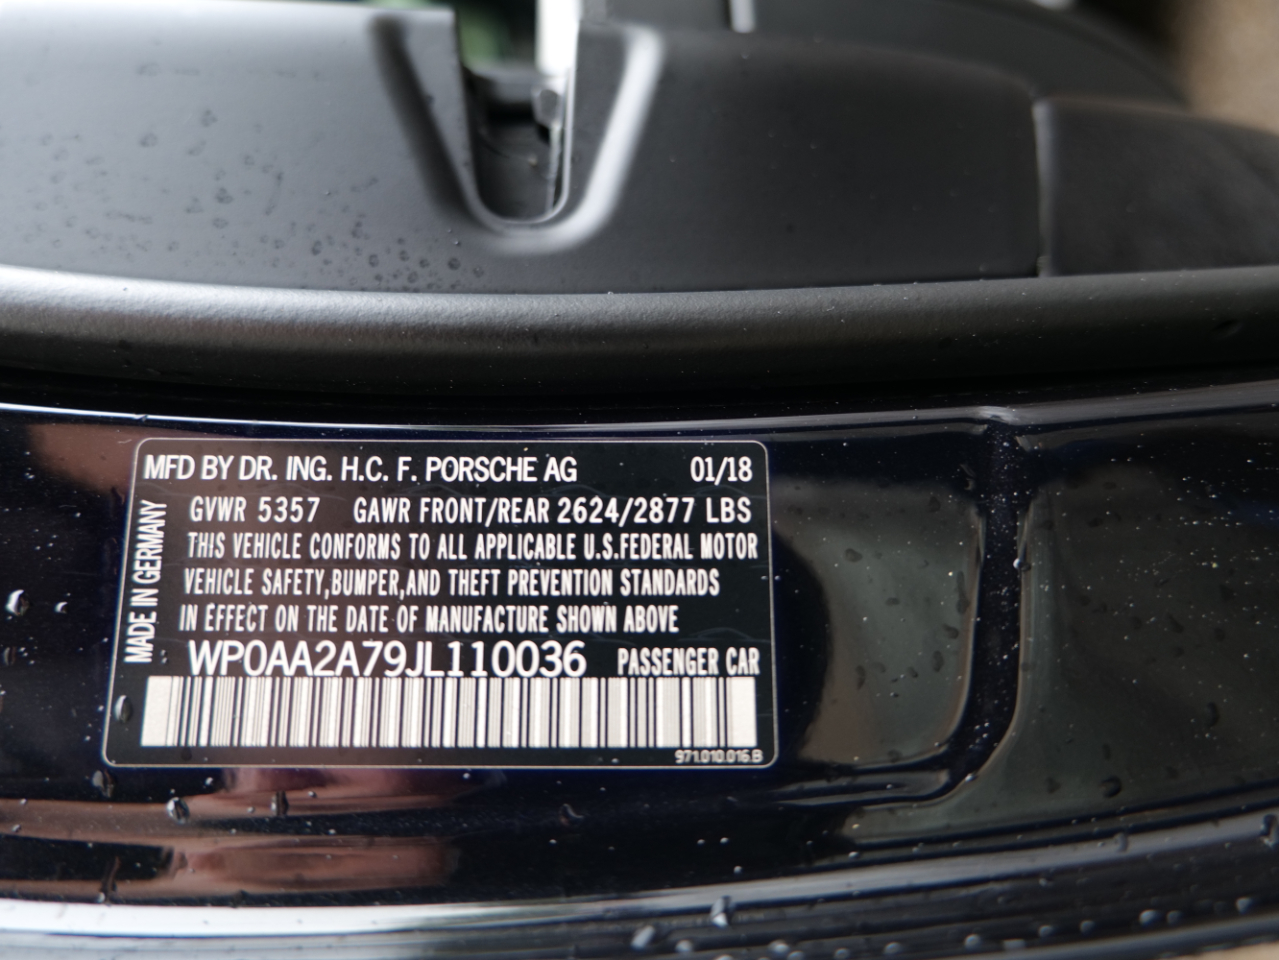 MFD BY DR. ING. H.C. F. PORSCHE AG 01/18
GVWR 5357 GAWR FRONT/REAR 2624/2877 LBS
THIS VEHICLE CONFORMS TO ALL APPLICABLE U.S.FEDERAL MOTOR
VEHICLE SAFETY,BUMPER,AND THEFT PREVENTION STANDARDS
IN EFFECT ON THE DATE OF MANUFACTURE SHOWN ABOVE
WP0AA2A79JL110036 PASSENGER CAR
971.010.016.B
MADE IN GERMANY